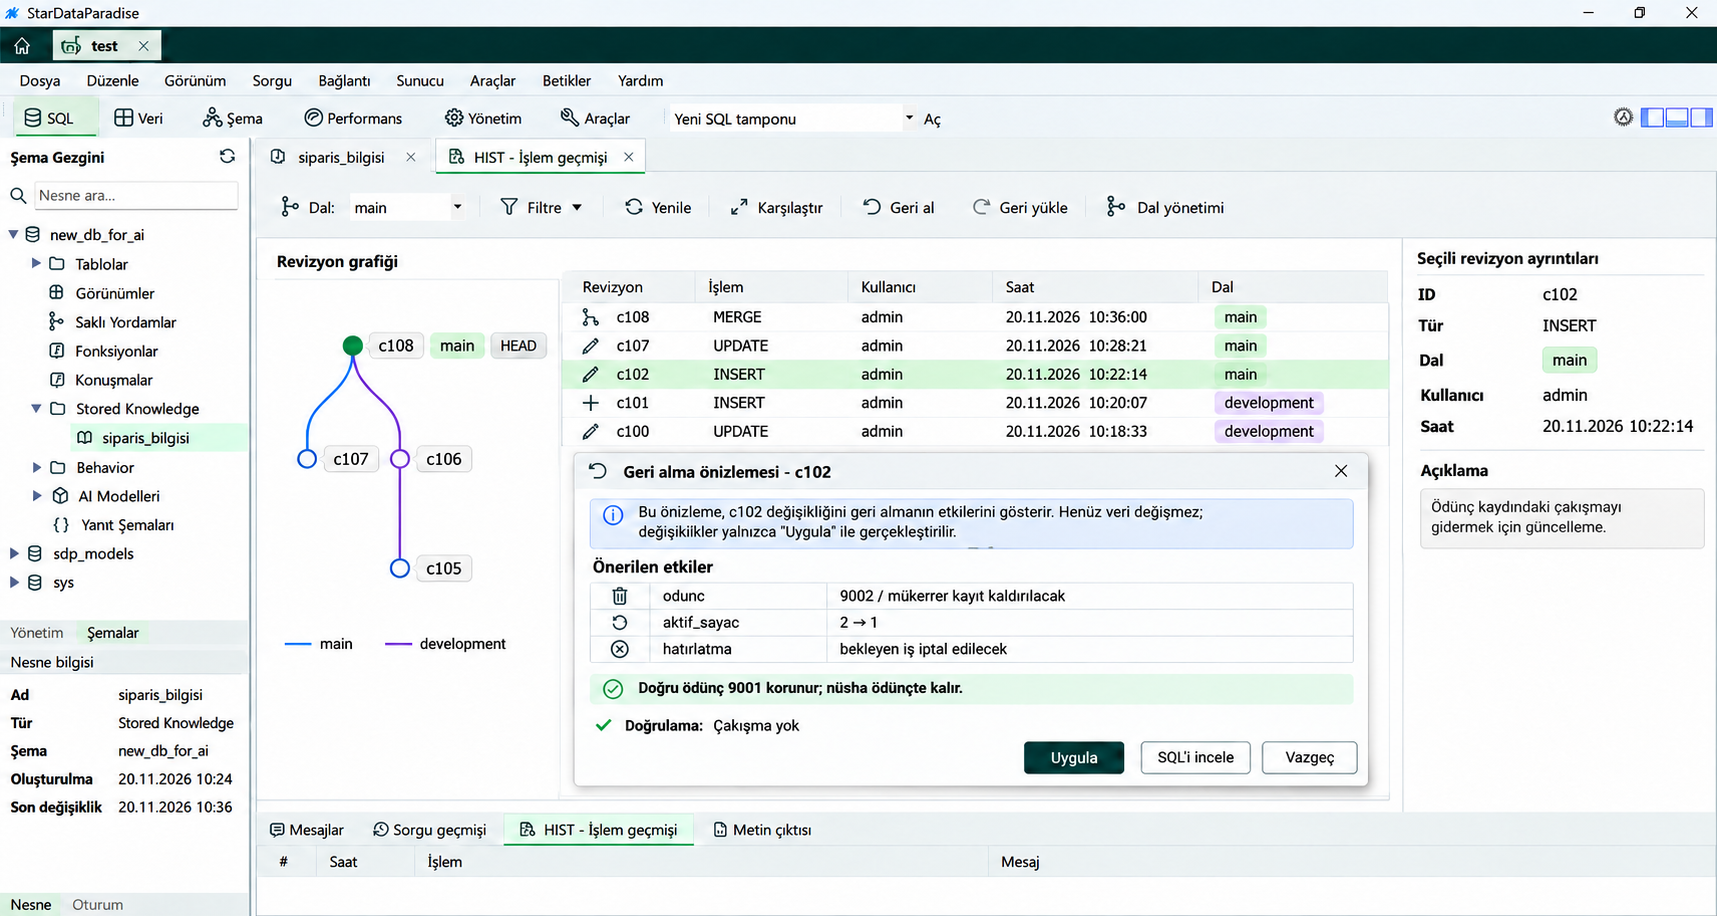 StarDataParadise
test
Dosya Düzenle Görünüm Sorgu Bağlantı Sunucu Araçlar Betikler Yardım
SQL Veri Şema Performans Yönetim Araçlar Yeni SQL tamponu Aç
Şema Gezgini
siparis_bilgisi HIST - İşlem geçmişi
Nesne ara...
Dal: main Filtre Yenile Karşılaştır Geri al Geri yükle Dal yönetimi
new_db_for_ai
Tablolar
Görünümler
Saklı Yordamlar
Fonksiyonlar
Konuşmalar
Stored Knowledge
siparis_bilgisi
Behavior
AI Modelleri
{} Yanıt Şemaları
sdp_models
sys
Yönetim Şemalar
Nesne bilgisi
Ad siparis_bilgisi
Tür Stored Knowledge
Şema new_db_for_ai
Oluşturulma 20.11.2026 10:24
Son değişiklik 20.11.2026 10:36
Nesne Oturum
Revizyon grafiği
c108 main HEAD
c107 c106
c105
main development
Revizyon İşlem Kullanıcı Saat Dal
c108 MERGE admin 20.11.2026 10:36:00 main
c107 UPDATE admin 20.11.2026 10:28:21 main
c102 INSERT admin 20.11.2026 10:22:14 main
c101 INSERT admin 20.11.2026 10:20:07 development
c100 UPDATE admin 20.11.2026 10:18:33 development
Geri alma önizlemesi - c102
Bu önizleme, c102 değişikliğini geri almanın etkilerini gösterir. Henüz veri değişmez;
değişikiikler yalnızca "Uygula" ile gerçekleştirilir.
Önerilen etkiler
odunc 9002 / mükerrer kayıt kaldırılacak
aktif_sayac 2 → 1
hatırlatma bekleyen iş iptal edilecek
Doğru ödünç 9001 korunur; nüsha ödünçte kalır.
Doğrulama: Çakışma yok
Uygula SQL'i incele Vazgeç
Seçili revizyon ayrıntıları
ID c102
Tür INSERT
Dal main
Kullanıcı admin
Saat 20.11.2026 10:22:14
Açıklama
Ödünç kaydındaki çakışmayı
gidermek için güncelleme.
Mesajlar Sorgu geçmişi HIST - İşlem geçmişi Metin çıktısı
# Saat İşlem Mesaj